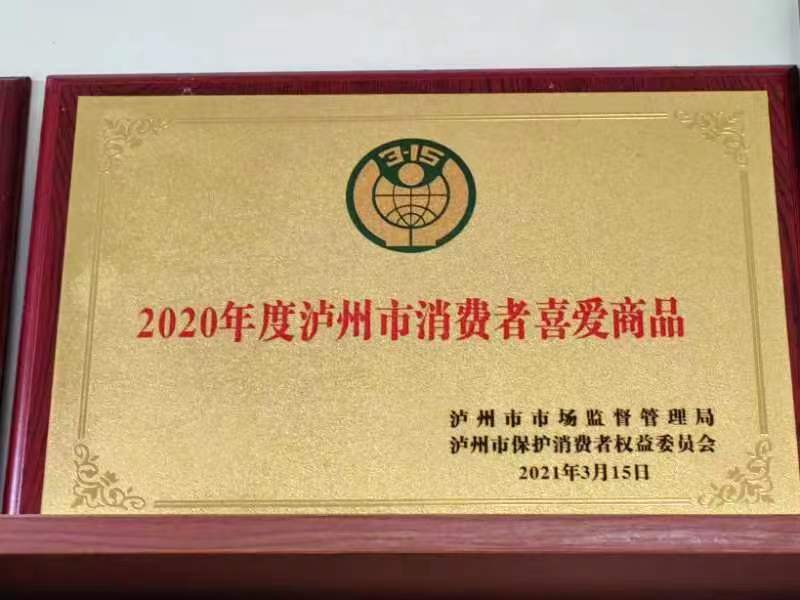 3·15
2020年度泸州市消费者喜爱商品
泸州市市场监督管理局
泸州市保护消费者权益委员会
2021年3月15日